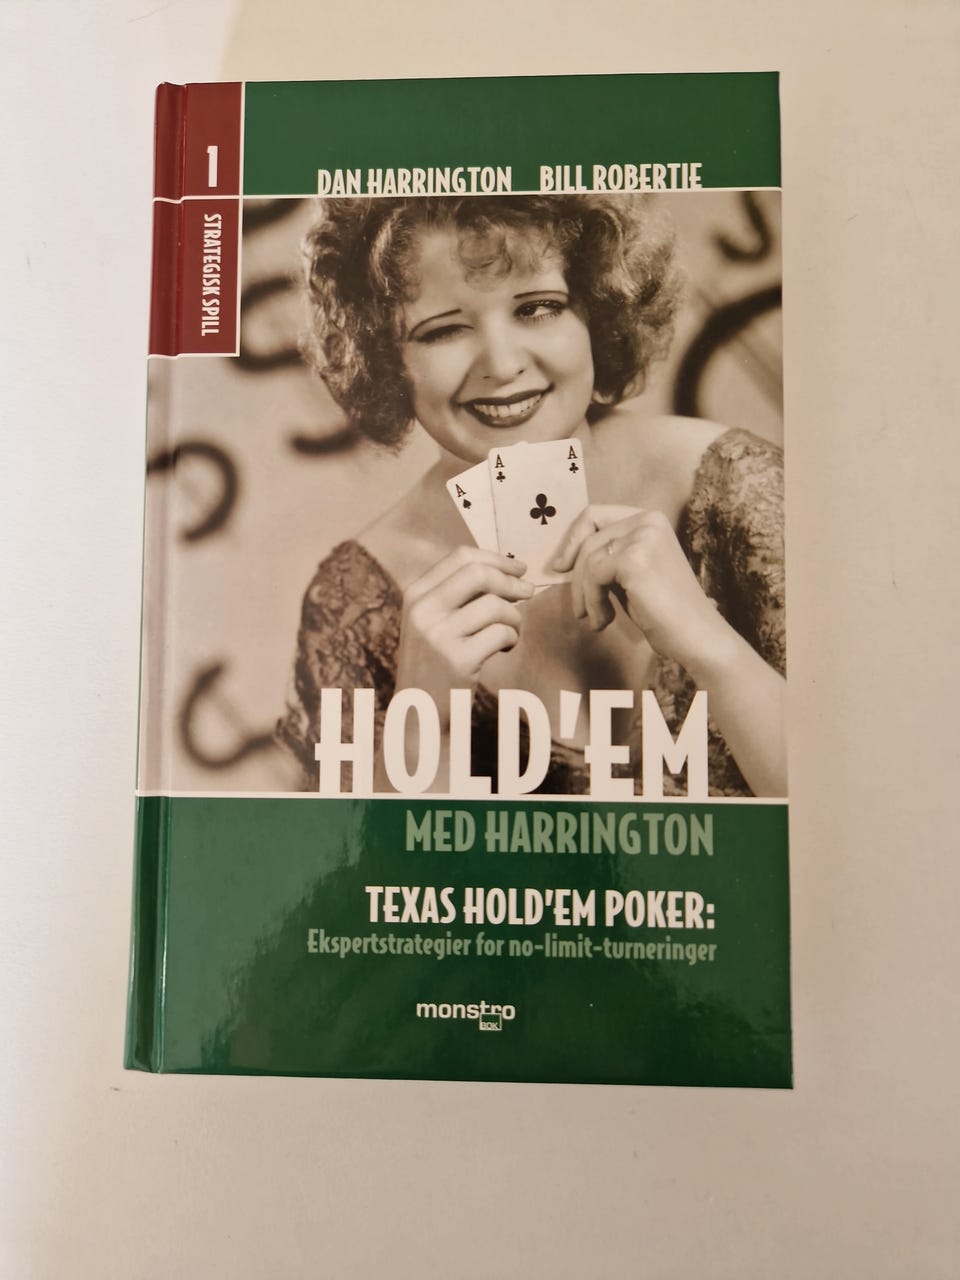 1
STRATEGISK SPILL
DAN HARRINGTON BILL ROBERTIE
A
A
A
HOLD'EM
MED HARRINGTON
TEXAS HOLD'EM POKER:
Ekspertstrategier for no-limit-turneringer
monstro
BOK